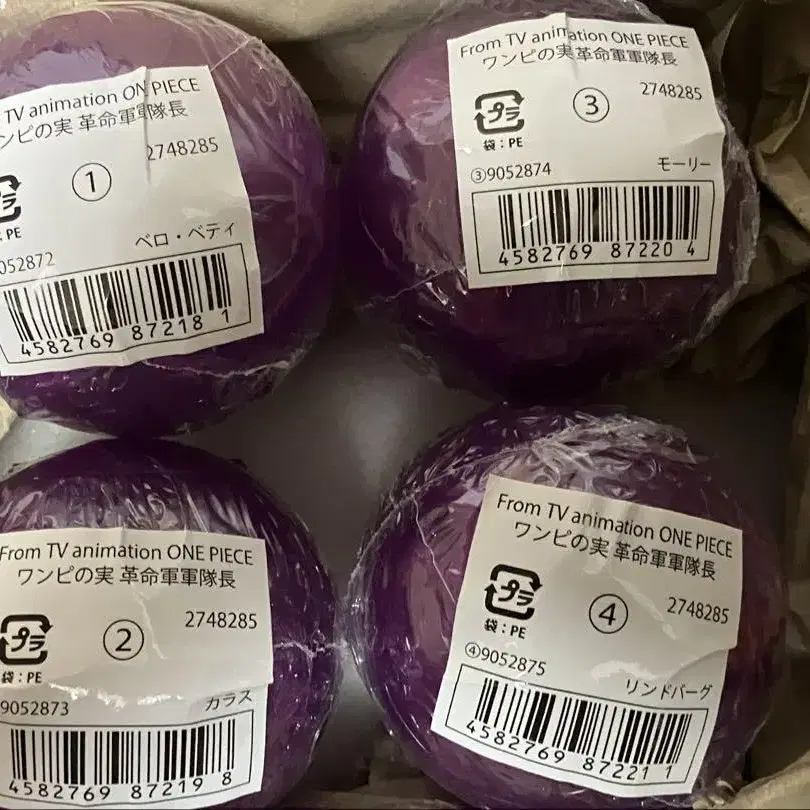 TV animation ONE PIECE
ンピの実 革命軍軍隊長
2748285
①
PE
052872
ベロ・ベティ
4582769 87218 1
From TV animation ONE PIECE
ワンピの実 革命軍軍隊長
2748285
③
プラ
袋:PE
③9052874
モーリー
4582769 87220 4
From TV animation ONE PIECE
ワンピの実 革命軍軍隊長
2748285
②
プラ
袋:PE
9052873
カラス
4582769 87219 8
From TV animation ONE PIECE
ワンピの実 革命軍軍隊長
2748285
④
プラ
袋:PE
④9052875
リンドバーグ
4582769 87221 1